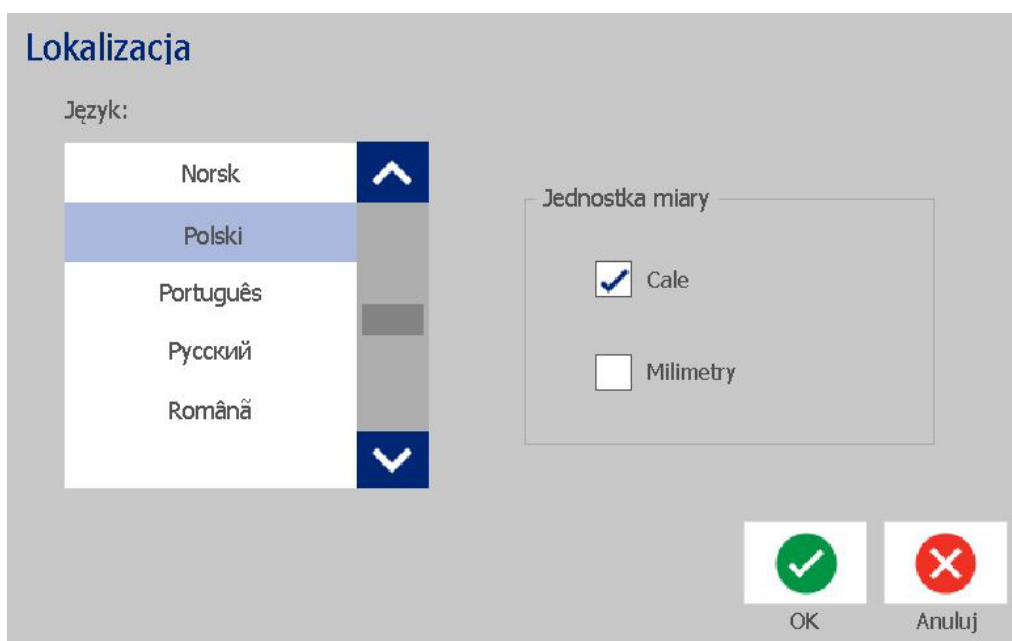 Lokalizacja
Język:
Norsk
Polski
Português
Русский
Românã
Jednostka miary
Cale
Milimetry
OK
Anuluj